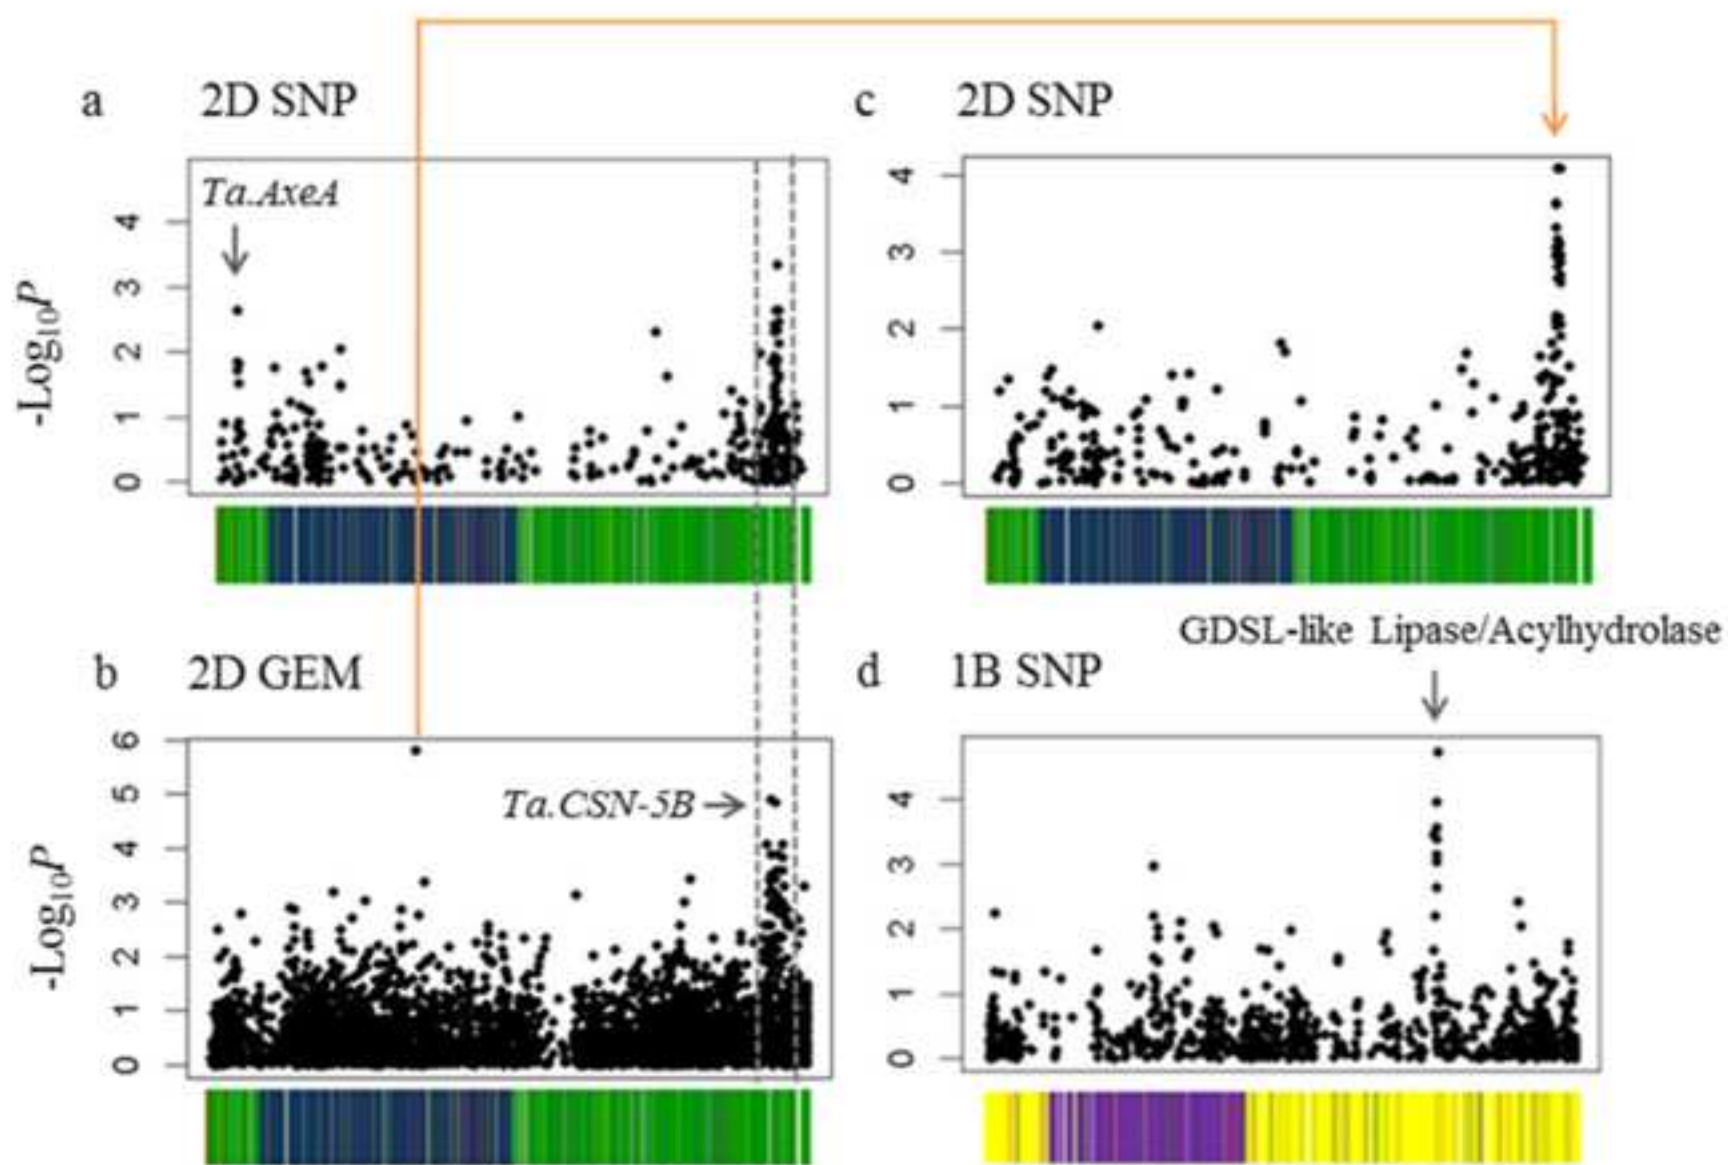 a 2D SNP
Ta.AxeA
-Log10P
4
3
2
1
0
c 2D SNP
4
3
2
1
0
b 2D GEM
Ta.CSN-5B
-Log10P
6
5
4
3
2
1
0
GDSL-like Lipase/Acylhydrolase
d 1B SNP
4
3
2
1
0